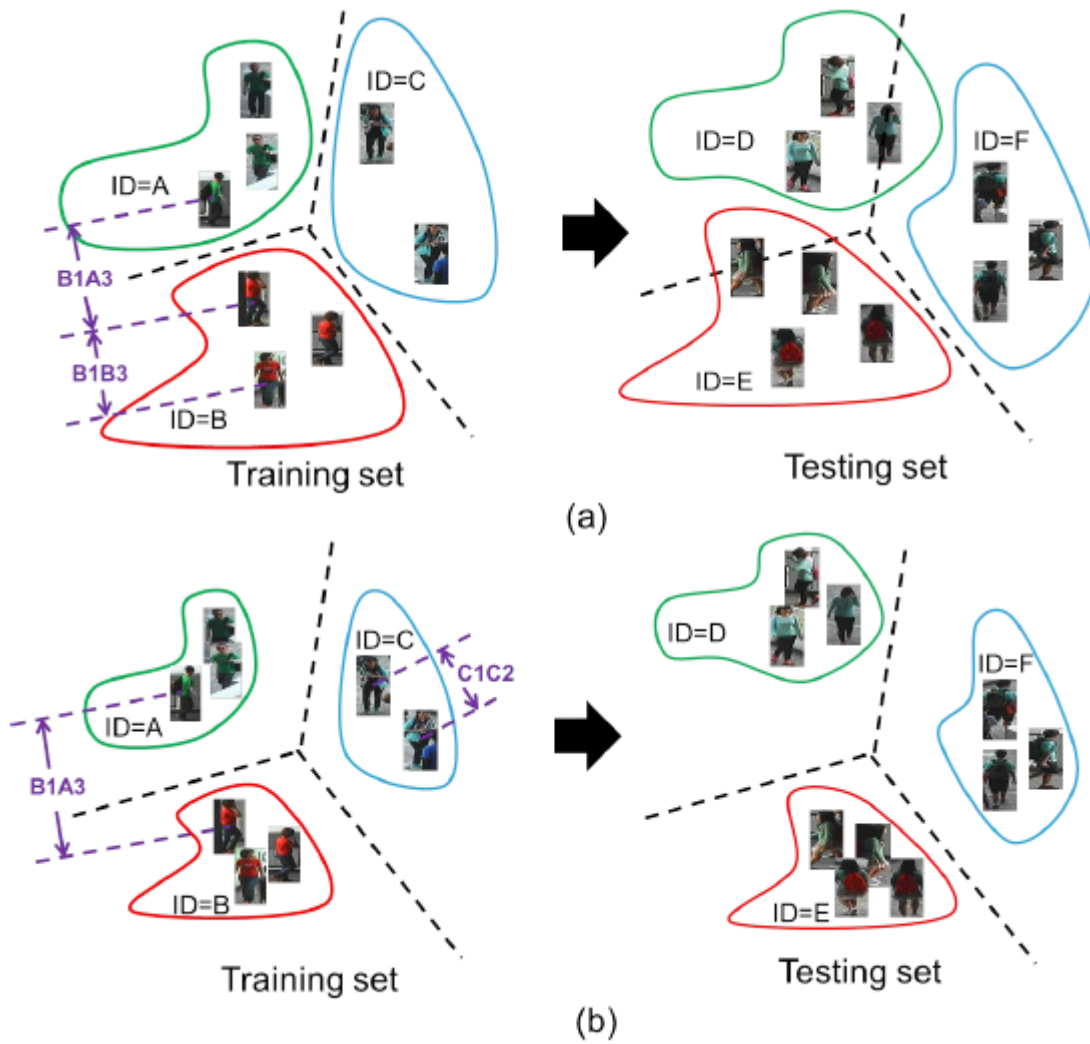 ID=C
ID=A
ID=D
ID=F
B1A3
B1B3
ID=B
ID=E
Training set
Testing set
(a)
ID=C
C1C2
ID=A
ID=D
ID=F
B1A3
ID=B
ID=E
Training set
Testing set
(b)